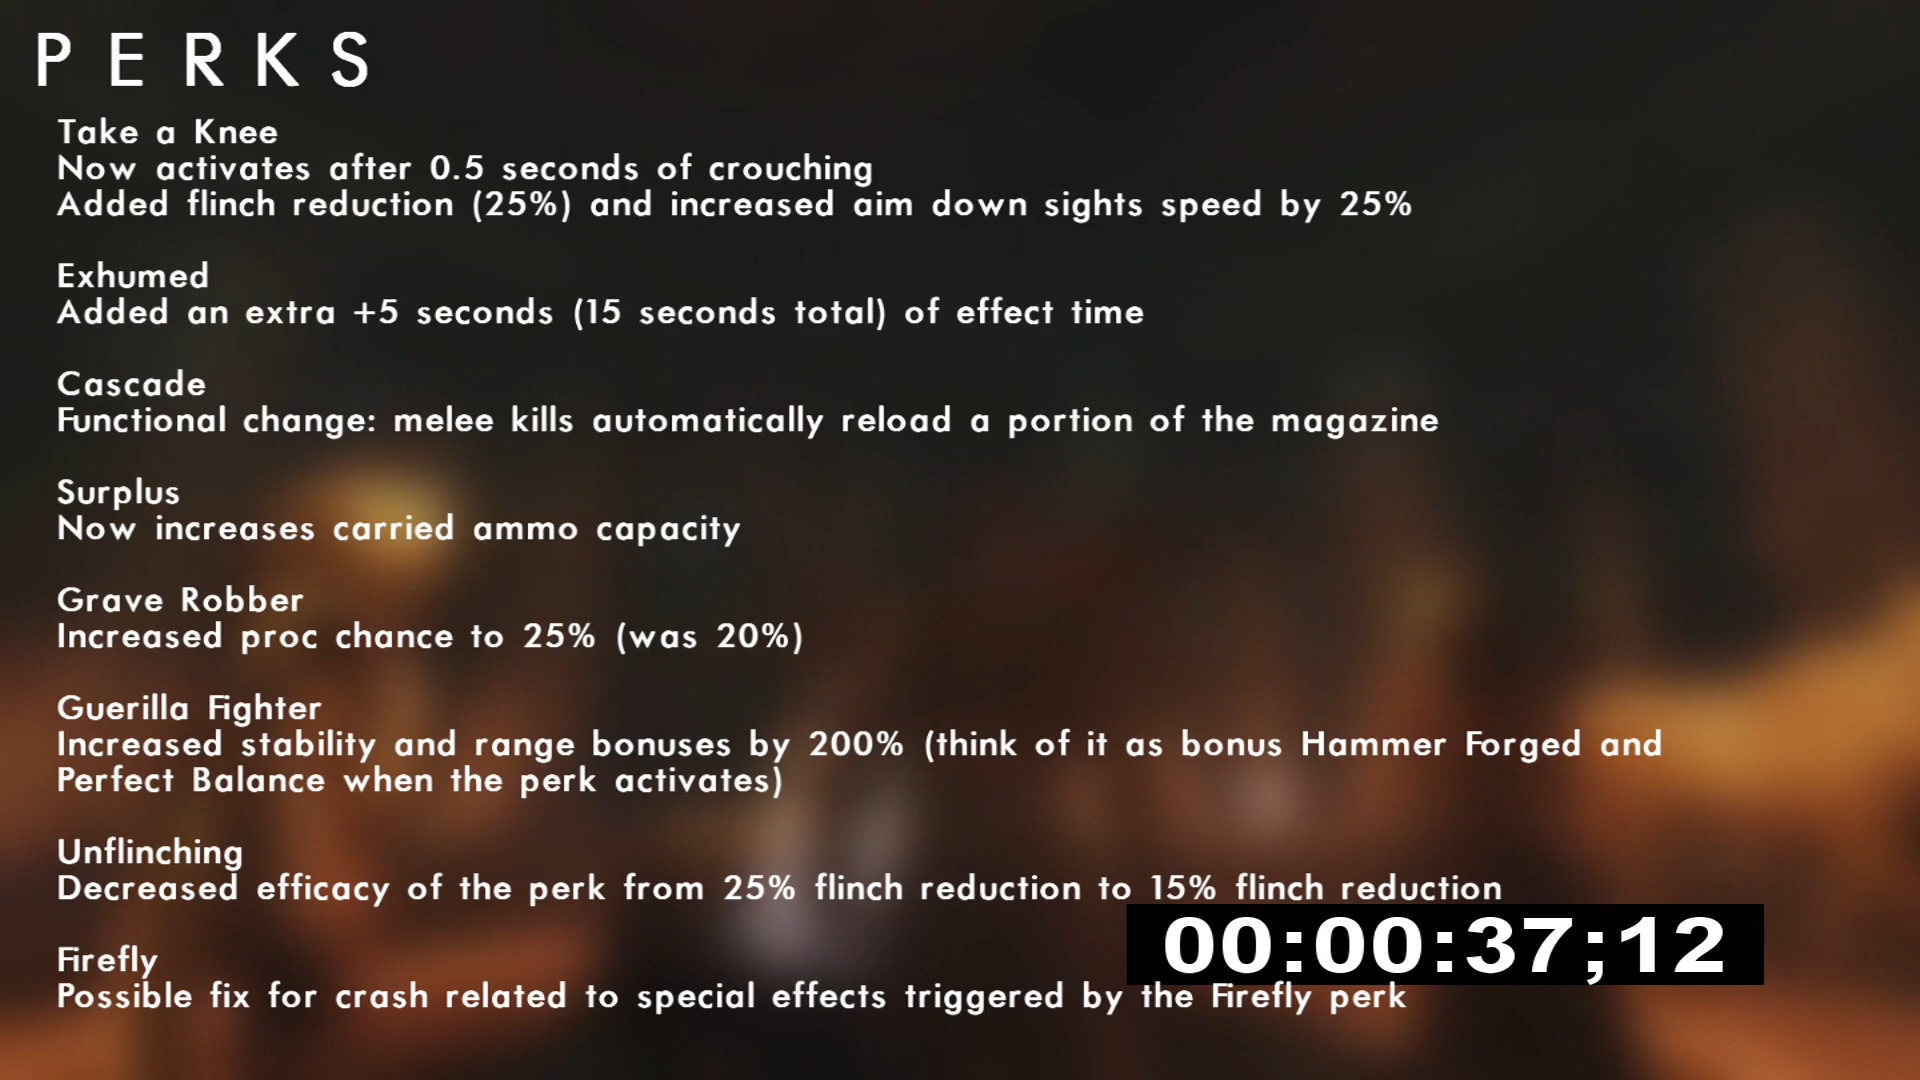 PERKS
Take a Knee
Now activates after 0.5 seconds of crouching
Added flinch reduction (25%) and increased aim down sights speed by 25%
Exhumed
Added an extra +5 seconds (15 seconds total) of effect time
Cascade
Functional change: melee kills automatically reload a portion of the magazine
Surplus
Now increases carried ammo capacity
Grave Robber
Increased proc chance to 25% (was 20%)
Guerilla Fighter
Increased stability and range bonuses by 200% (think of it as bonus Hammer Forged and
Perfect Balance when the perk activates)
Unflinching
Decreased efficacy of the perk from 25% flinch reduction to 15% flinch reduction
00:00:37;12
Firefly
Possible fix for crash related to special effects triggered by the Firefly perk